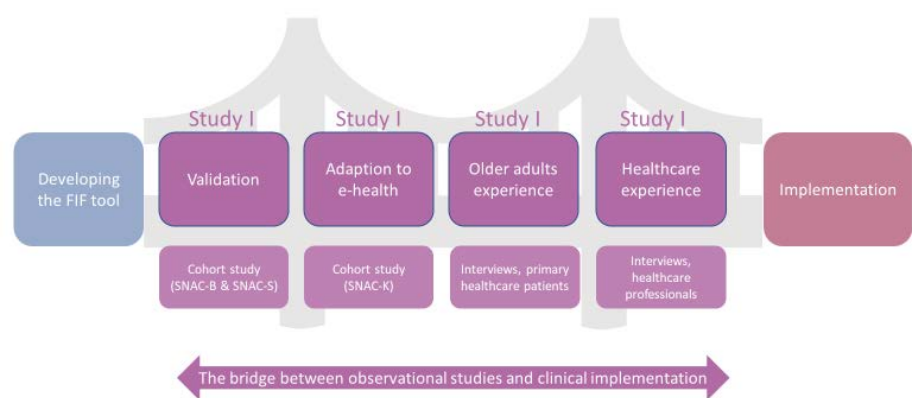 Study I
Study I
Study I
Study I
Developing
the FIF tool
Validation
Adaption to
e-health
Older adults
experience
Healthcare
experience
Implementation
Cohort study
(SNAC-B & SNAC-S)
Cohort study
(SNAC-K)
Interviews, primary
healthcare patients
Interviews,
healthcare
professionals
The bridge between observational studies and clinical implementation